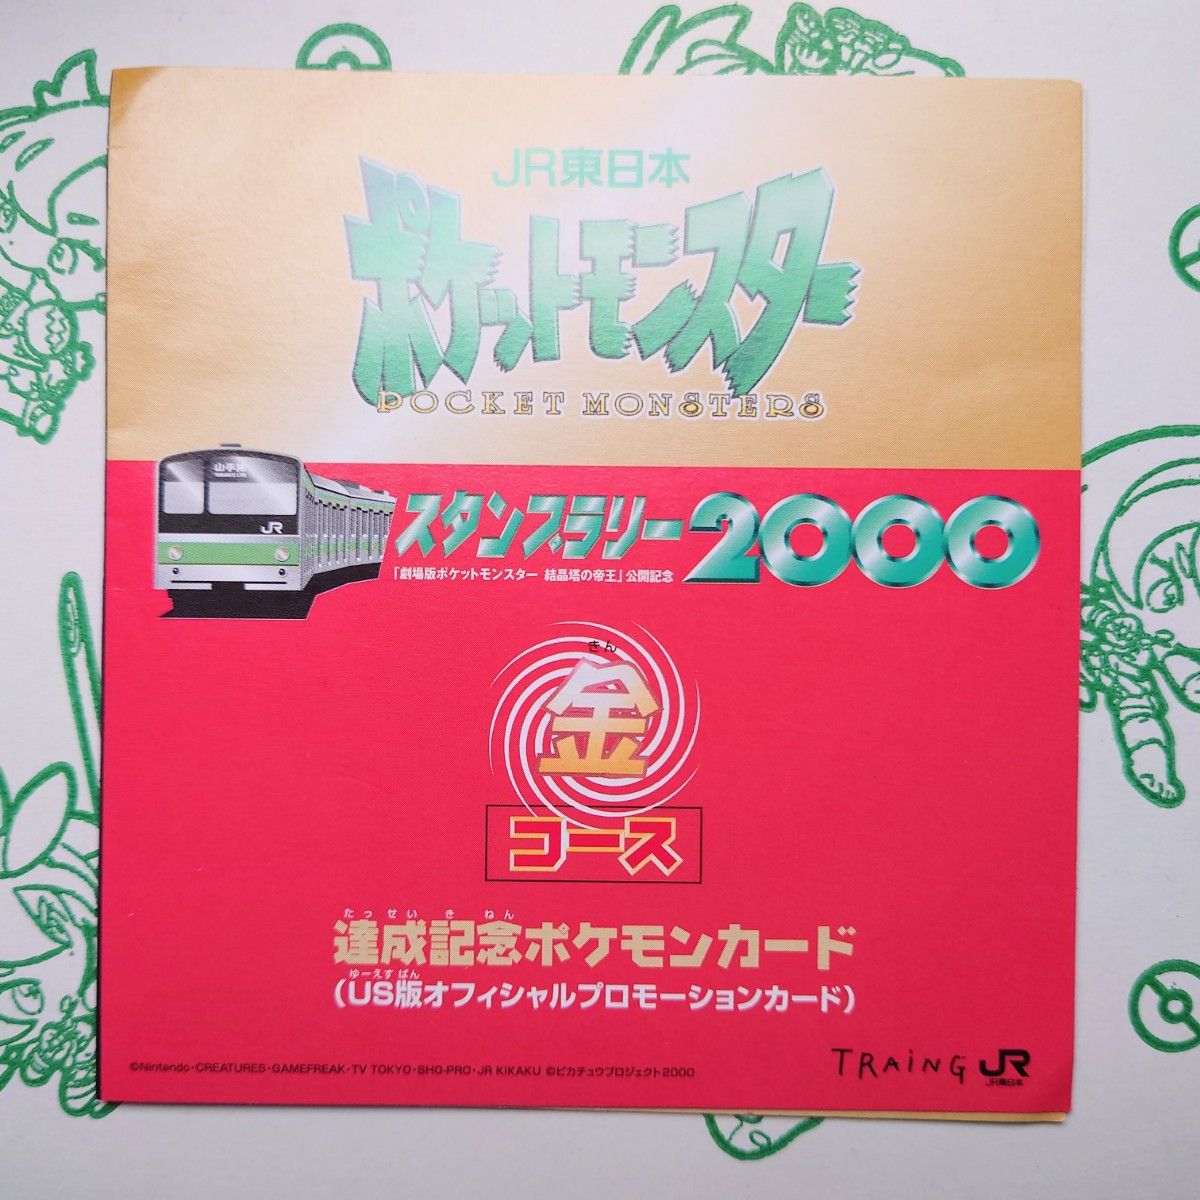 JR東日本
ポケットモンスター
POCKET MONSTERS
山手線
YAMANOTE LINE
JR
スタンプラリー2000
「劇場版ポケットモンスター 結晶塔の帝王」公開記念
きん
金
コース
たっせい き ねん
達成記念ポケモンカード
ゆーえすばん
(US版オフィシャルプロモーションカード)
©Nintendo・CREATURES・GAMEFREAK・TV TOKYO・SHO-PRO・JR KIKAKU ©ピカチュウプロジェクト2000
TRAiNG
JR
JR東日本